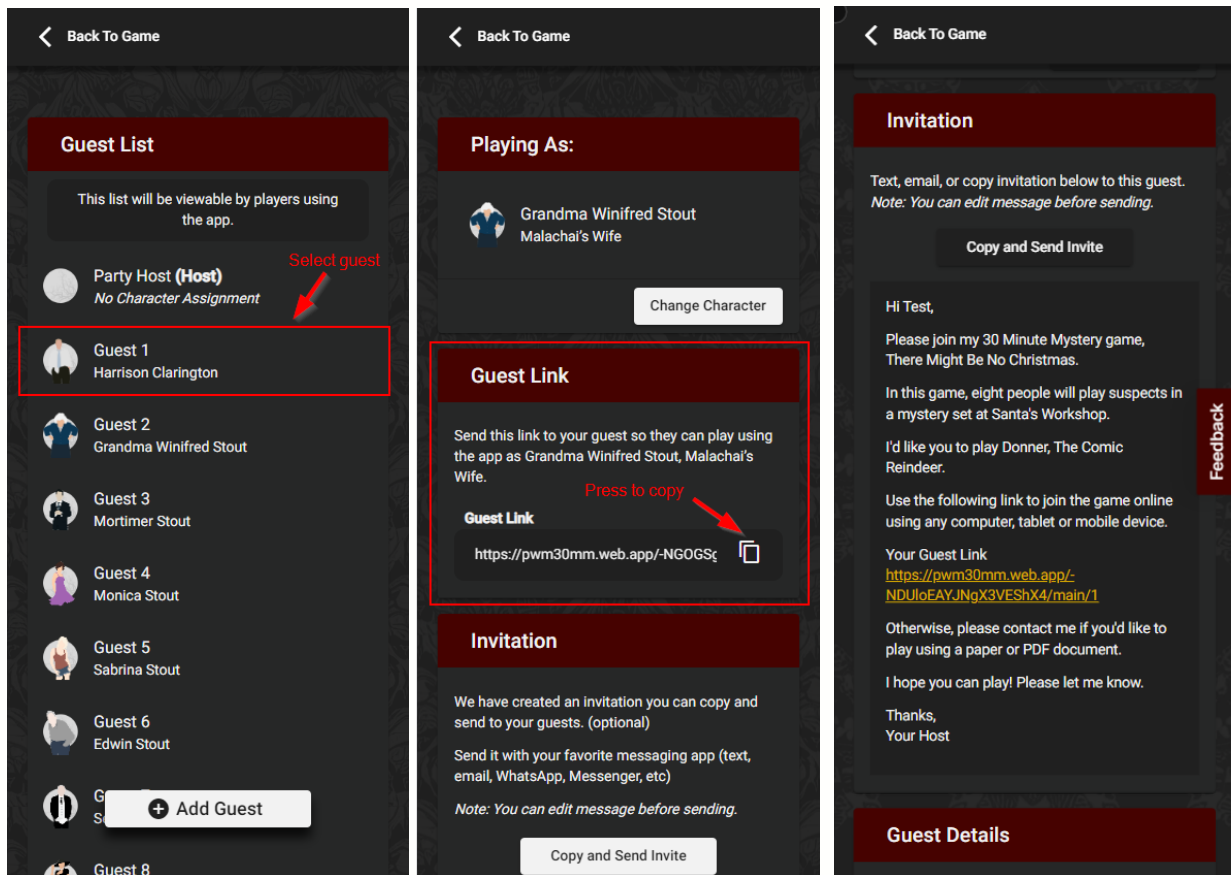 Back To Game
Guest List
This list will be viewable by players using
the app.
Select guest
Party Host (Host)
No Character Assignment
Guest 1
Harrison Clarington
Guest 2
Grandma Winifred Stout
Guest 3
Mortimer Stout
Guest 4
Monica Stout
Guest 5
Sabrina Stout
Guest 6
Edwin Stout
Add Guest
Guest 8
Back To Game
Playing As:
Grandma Winifred Stout
Malachai's Wife
Change Character
Guest Link
Send this link to your guest so they can play using
the app as Grandma Winifred Stout, Malachai's
Wife.
Press to copy
Guest Link
https://pwm30mm.web.app/-NGOGSg
Invitation
We have created an invitation you can copy and
send to your guests. (optional)
Send it with your favorite messaging app (text,
email, WhatsApp, Messenger, etc)
Note: You can edit message before sending.
Copy and Send Invite
Back To Game
Invitation
Text, email, or copy invitation below to this guest.
Note: You can edit message before sending.
Copy and Send Invite
Hi Test,
Please join my 30 Minute Mystery game,
There Might Be No Christmas.
In this game, eight people will play suspects in
a mystery set at Santa's Workshop.
I'd like you to play Donner, The Comic
Reindeer.
Use the following link to join the game online
using any computer, tablet or mobile device.
Your Guest Link
https://pwm30mm.web.app/-
NDUloEAYJNgX3VEShX4/main/1
Otherwise, please contact me if you'd like to
play using a paper or PDF document.
I hope you can play! Please let me know.
Thanks,
Your Host
Guest Details
Feedback